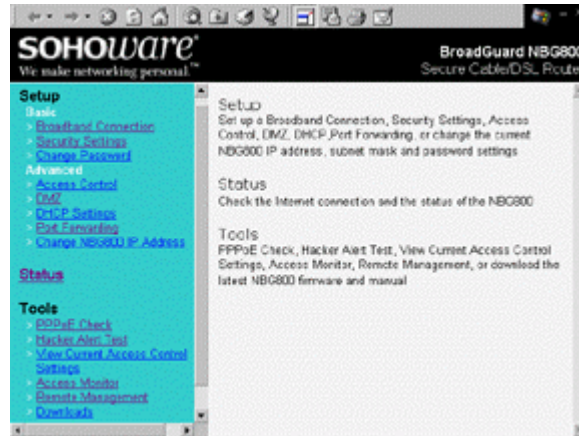 SOHOware
We make networking personal.™
BroadGuard NBG800
Secure Cable/DSL Route
Setup
Basic
> Broadband Connection
> Security Settings
> Change Password
Advanced
> Access Control
> DMZ
> DHCP Settings
> Port Forwarding
> Change NBG800 IP Address
Status
Tools
> PPPoE Check
> Hacker Alert Test
> View Current Access Control
Settings
> Access Monitor
> Remote Management
> Downloads
Setup
Set up a Broadband Connection, Security Settings, Access
Control, DMZ, DHCP,Port Forwarding, or change the current
NBG800 IP address, subnet mask and password settings
Status
Check the Internet connection and the status of the NBG800
Tools
PPPoE Check, Hacker Alert Test, View Current Access Control
Settings, Access Monitor, Remote Management, or download the
latest NBG800 firmware and manual